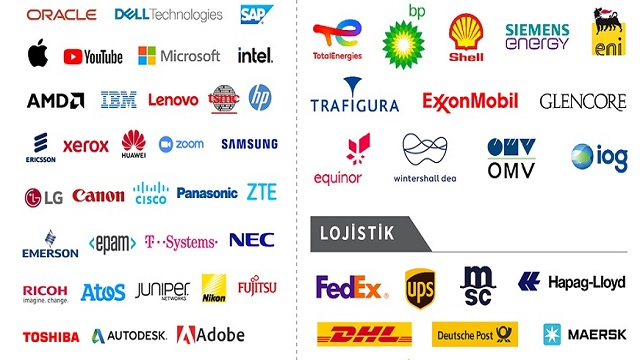 ORACLE DELLTechnologies SAP
YouTube Microsoft intel.
AMD IBM Lenovo tsmc hp
ERICSSON xerox HUAWEI zoom SAMSUNG
LG Canon CISCO Panasonic ZTE
EMERSON <epam> T··Systems· NEC
RICOH imagine. change. Atos JUNIPER NETWORKS Nikon FUJITSU
TOSHIBA AUTODESK. Adobe
TotalEnergies bp Shell SIEMENS energy eni
TRAFIGURA ExxonMobil GLENCORE
equinor wintershall dea OMV OMV iog
LOJİSTİK
FedEx® ups MSC Hapag-Lloyd
DHL Deutsche Post MAERSK